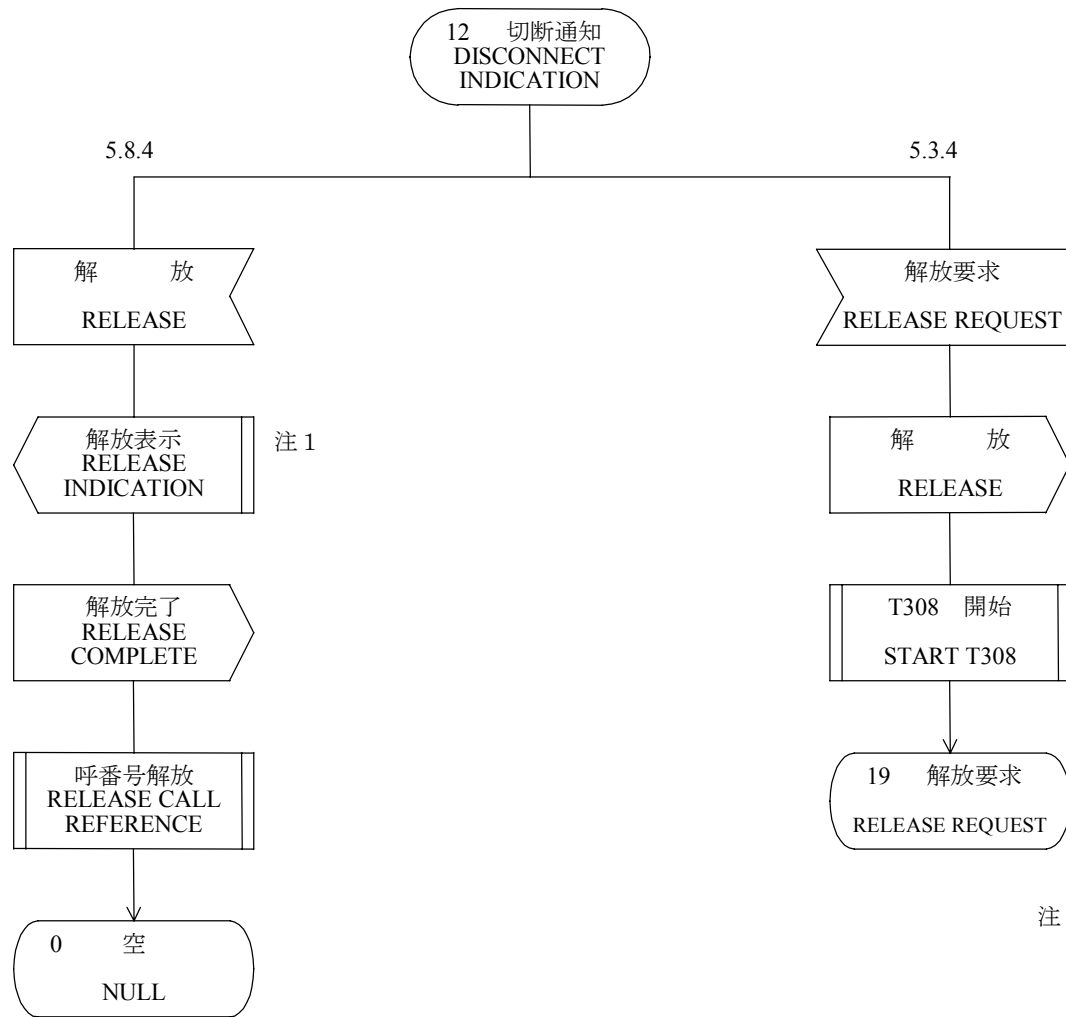 12 切断通知
DISCONNECT
INDICATION
5.8.4
5.3.4
解 放
RELEASE
解放要求
RELEASE REQUEST
解放表示
RELEASE
INDICATION
注１
解 放
RELEASE
解放完了
RELEASE
COMPLETE
T308 開始
START T308
呼番号解放
RELEASE CALL
REFERENCE
19 解放要求
RELEASE REQUEST
注
0 空
NULL